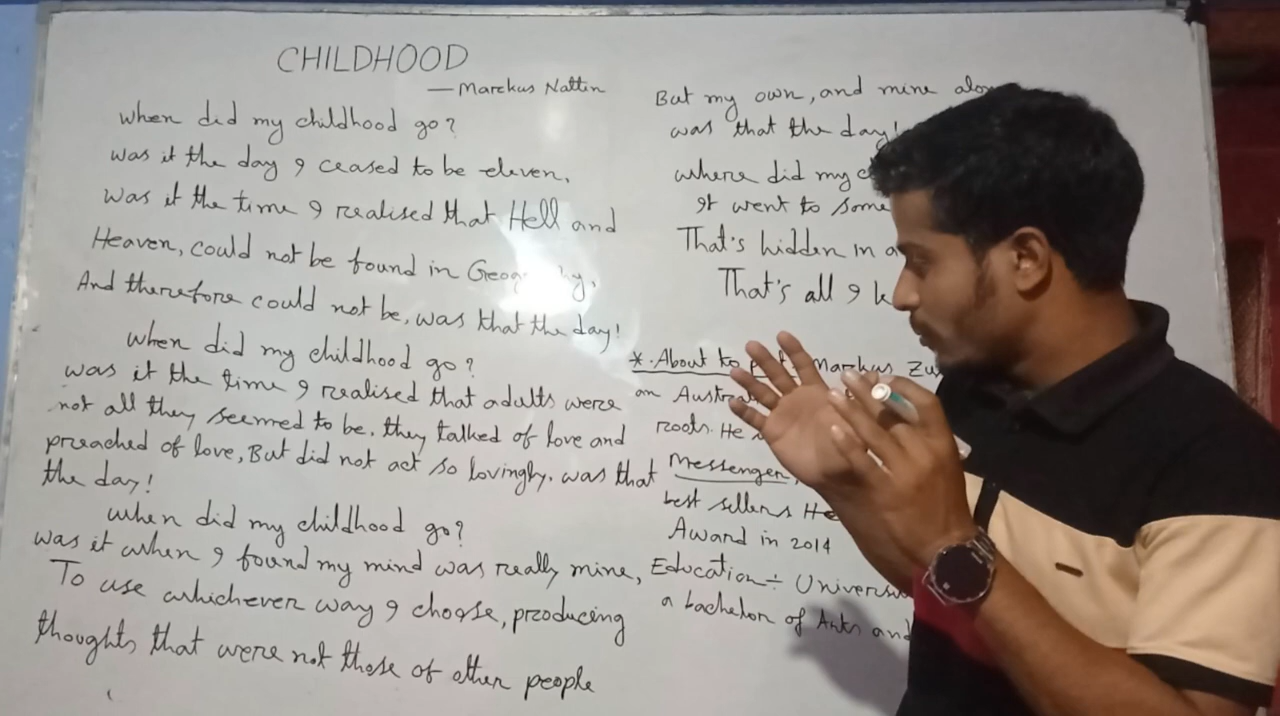 CHILDHOOD
— Marckus Nattin
When did my childhood go?
was it the day I ceased to be eleven,
Was it the time I realised that Hell and
Heaven, could not be found in
And therefore could not be, was that the day!
When did my childhood go?
was it the time I realised that adults were
not all they seemed to be. they talked of love and
preached of love, But did not act so lovingly. was that
the day!
When did my childhood go?
was it when I found my mind was really mine,
To use whichever way I choose, producing
thoughts that were not those of other people
But my own, and mine
was that the day!
where did my
It went to
That's hidden in
That's all I
*. About to Markus
an
roots. He
Messenger
best sellers He
Award in 2014
Education ÷
a bachelor of Arts and